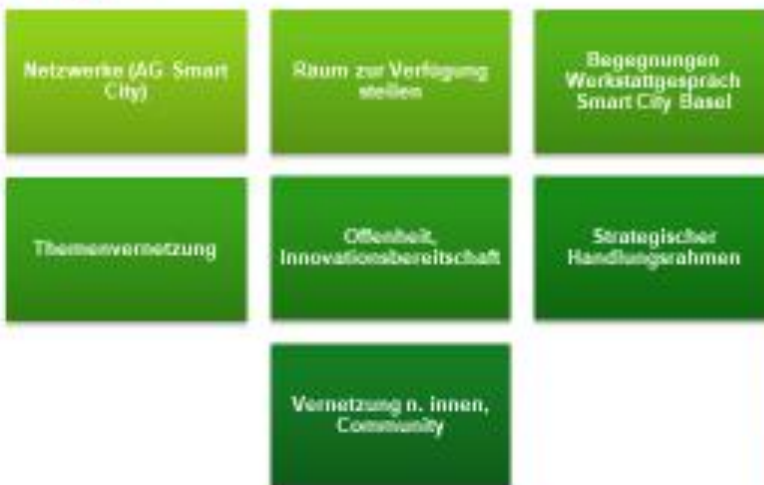 Netzwerke (AG Smart
City)
Raum zur Verfügung
stellen
Begegnungen
Werkstattgespräch
Smart City Basel
Themenvernetzung
Offenheit,
Innovationsbereitschaft
Strategischer
Handlungsrahmen
Vernetzung n. innen,
Community